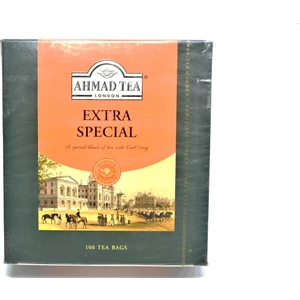 AHMAD TEA
LONDON
EXTRA
SPECIAL
A special blend of tea with Earl Grey
100 TEA BAGS